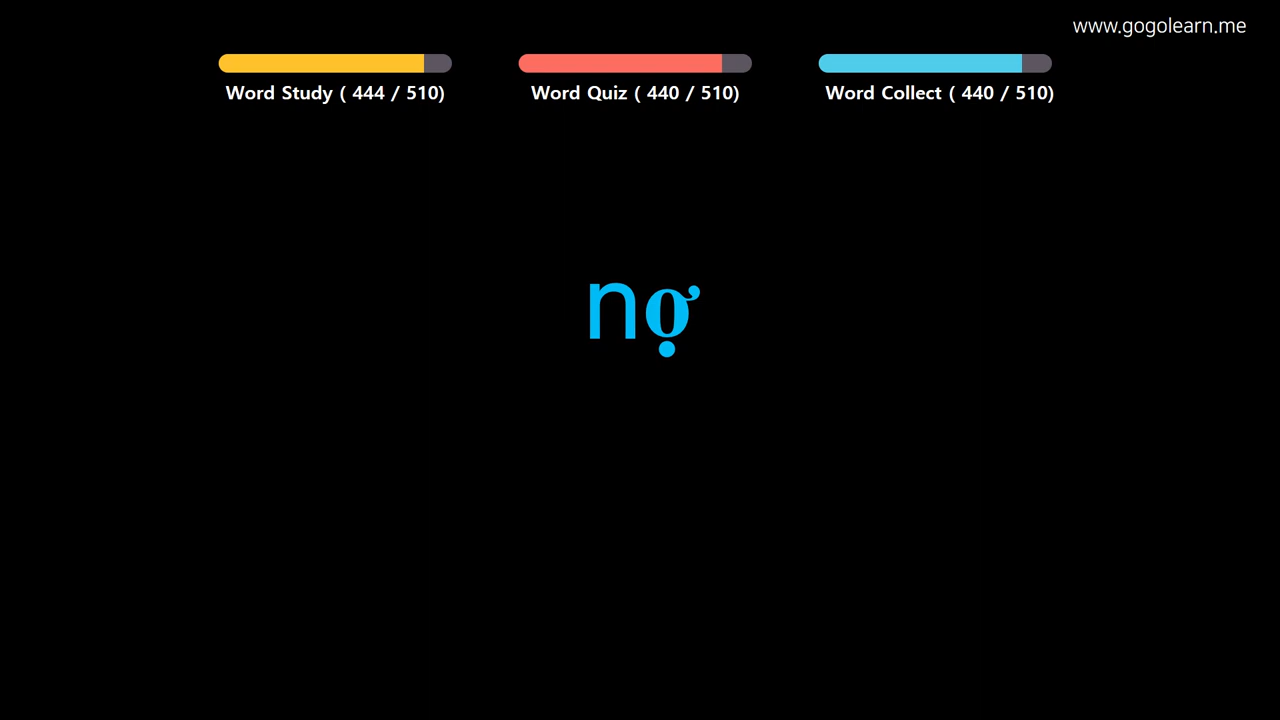 www.gogolearn.me
Word Study ( 444 / 510)
Word Quiz ( 440 / 510)
Word Collect ( 440 / 510)
nợ